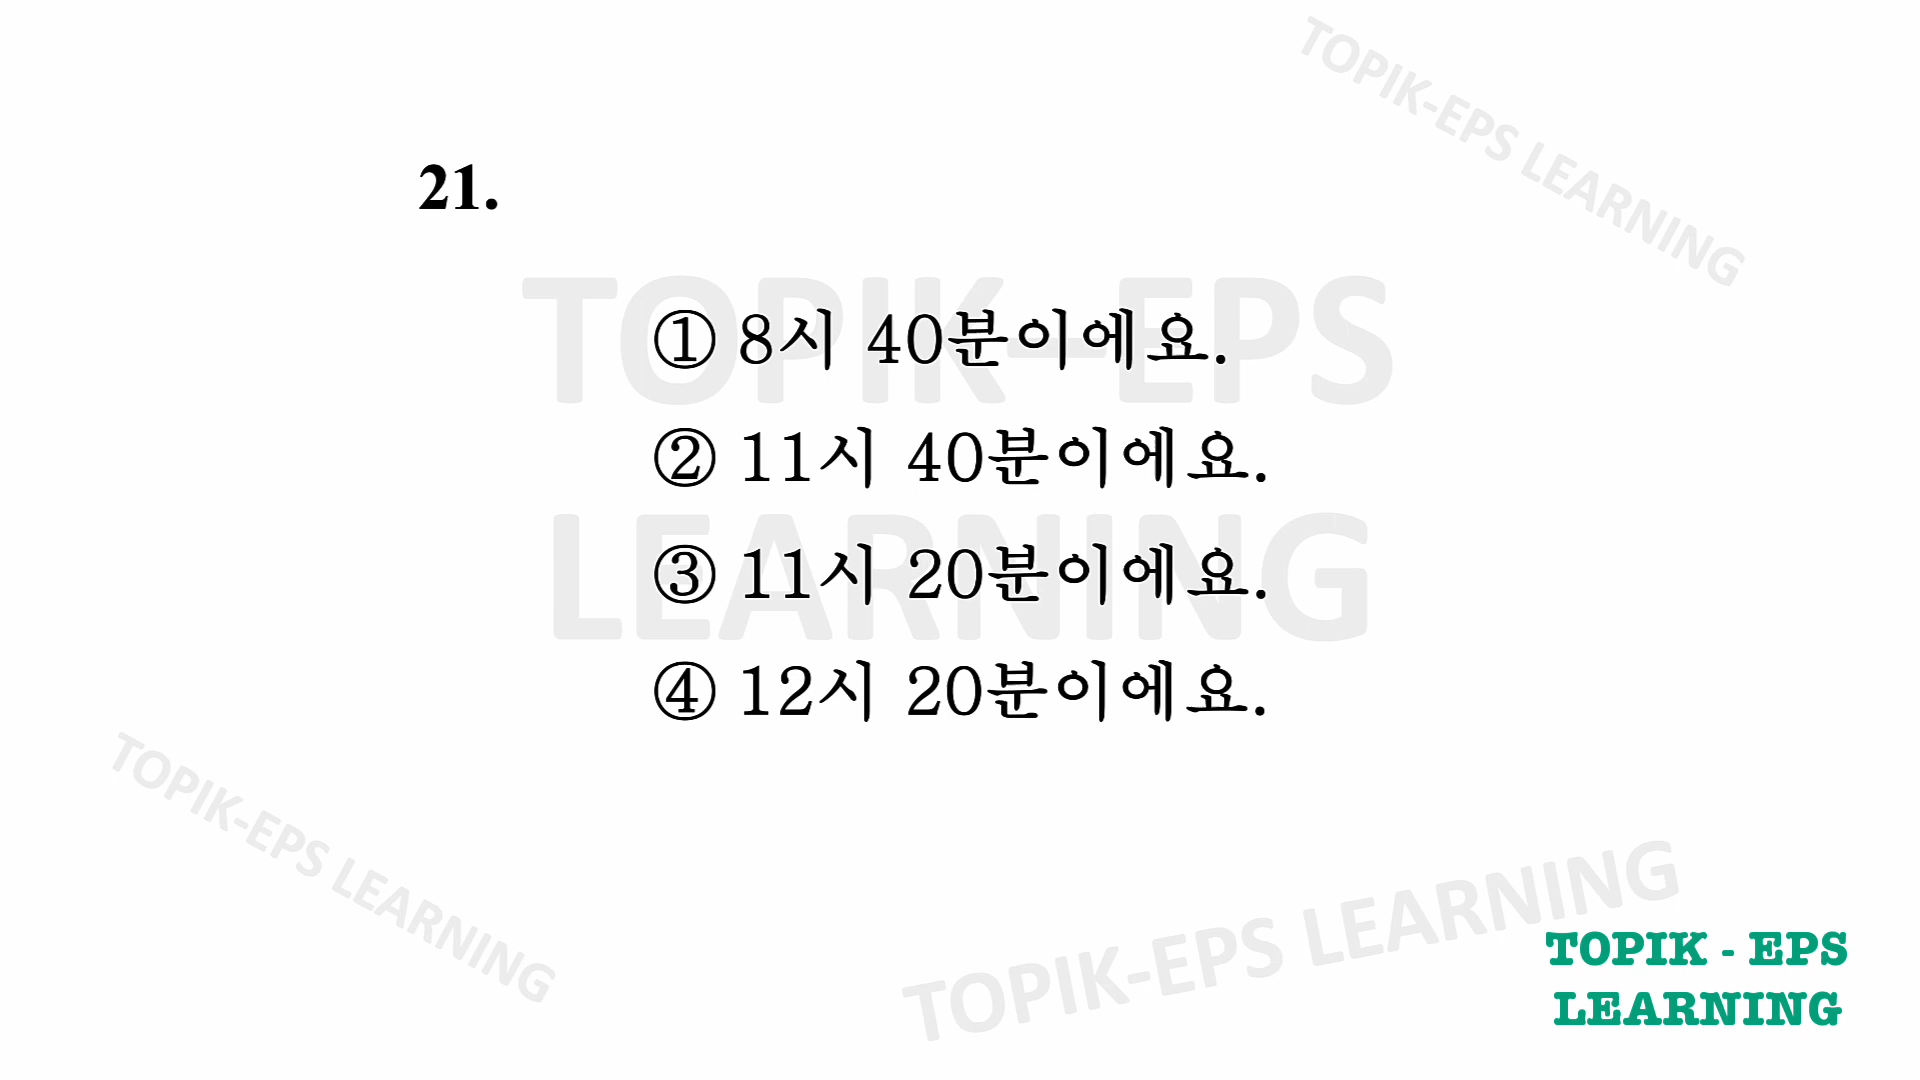 TOPIK-EPS LEARNING
21.
TOPIK-EPS
LEARNING
① 8시 40분이에요.
② 11시 40분이에요.
③ 11시 20분이에요.
④ 12시 20분이에요.
TOPIK-EPS LEARNING
TOPIK-EPS LEARNING
TOPIK - EPS
LEARNING